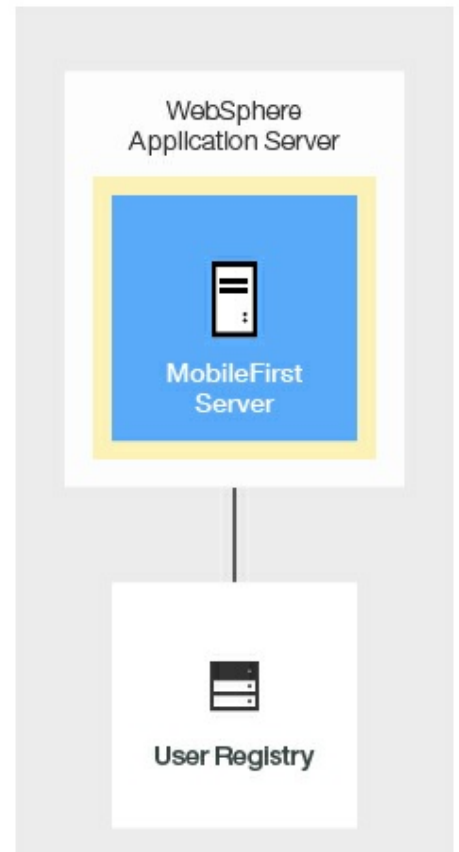 WebSphere
Application Server
MobileFirst
Server
User Registry